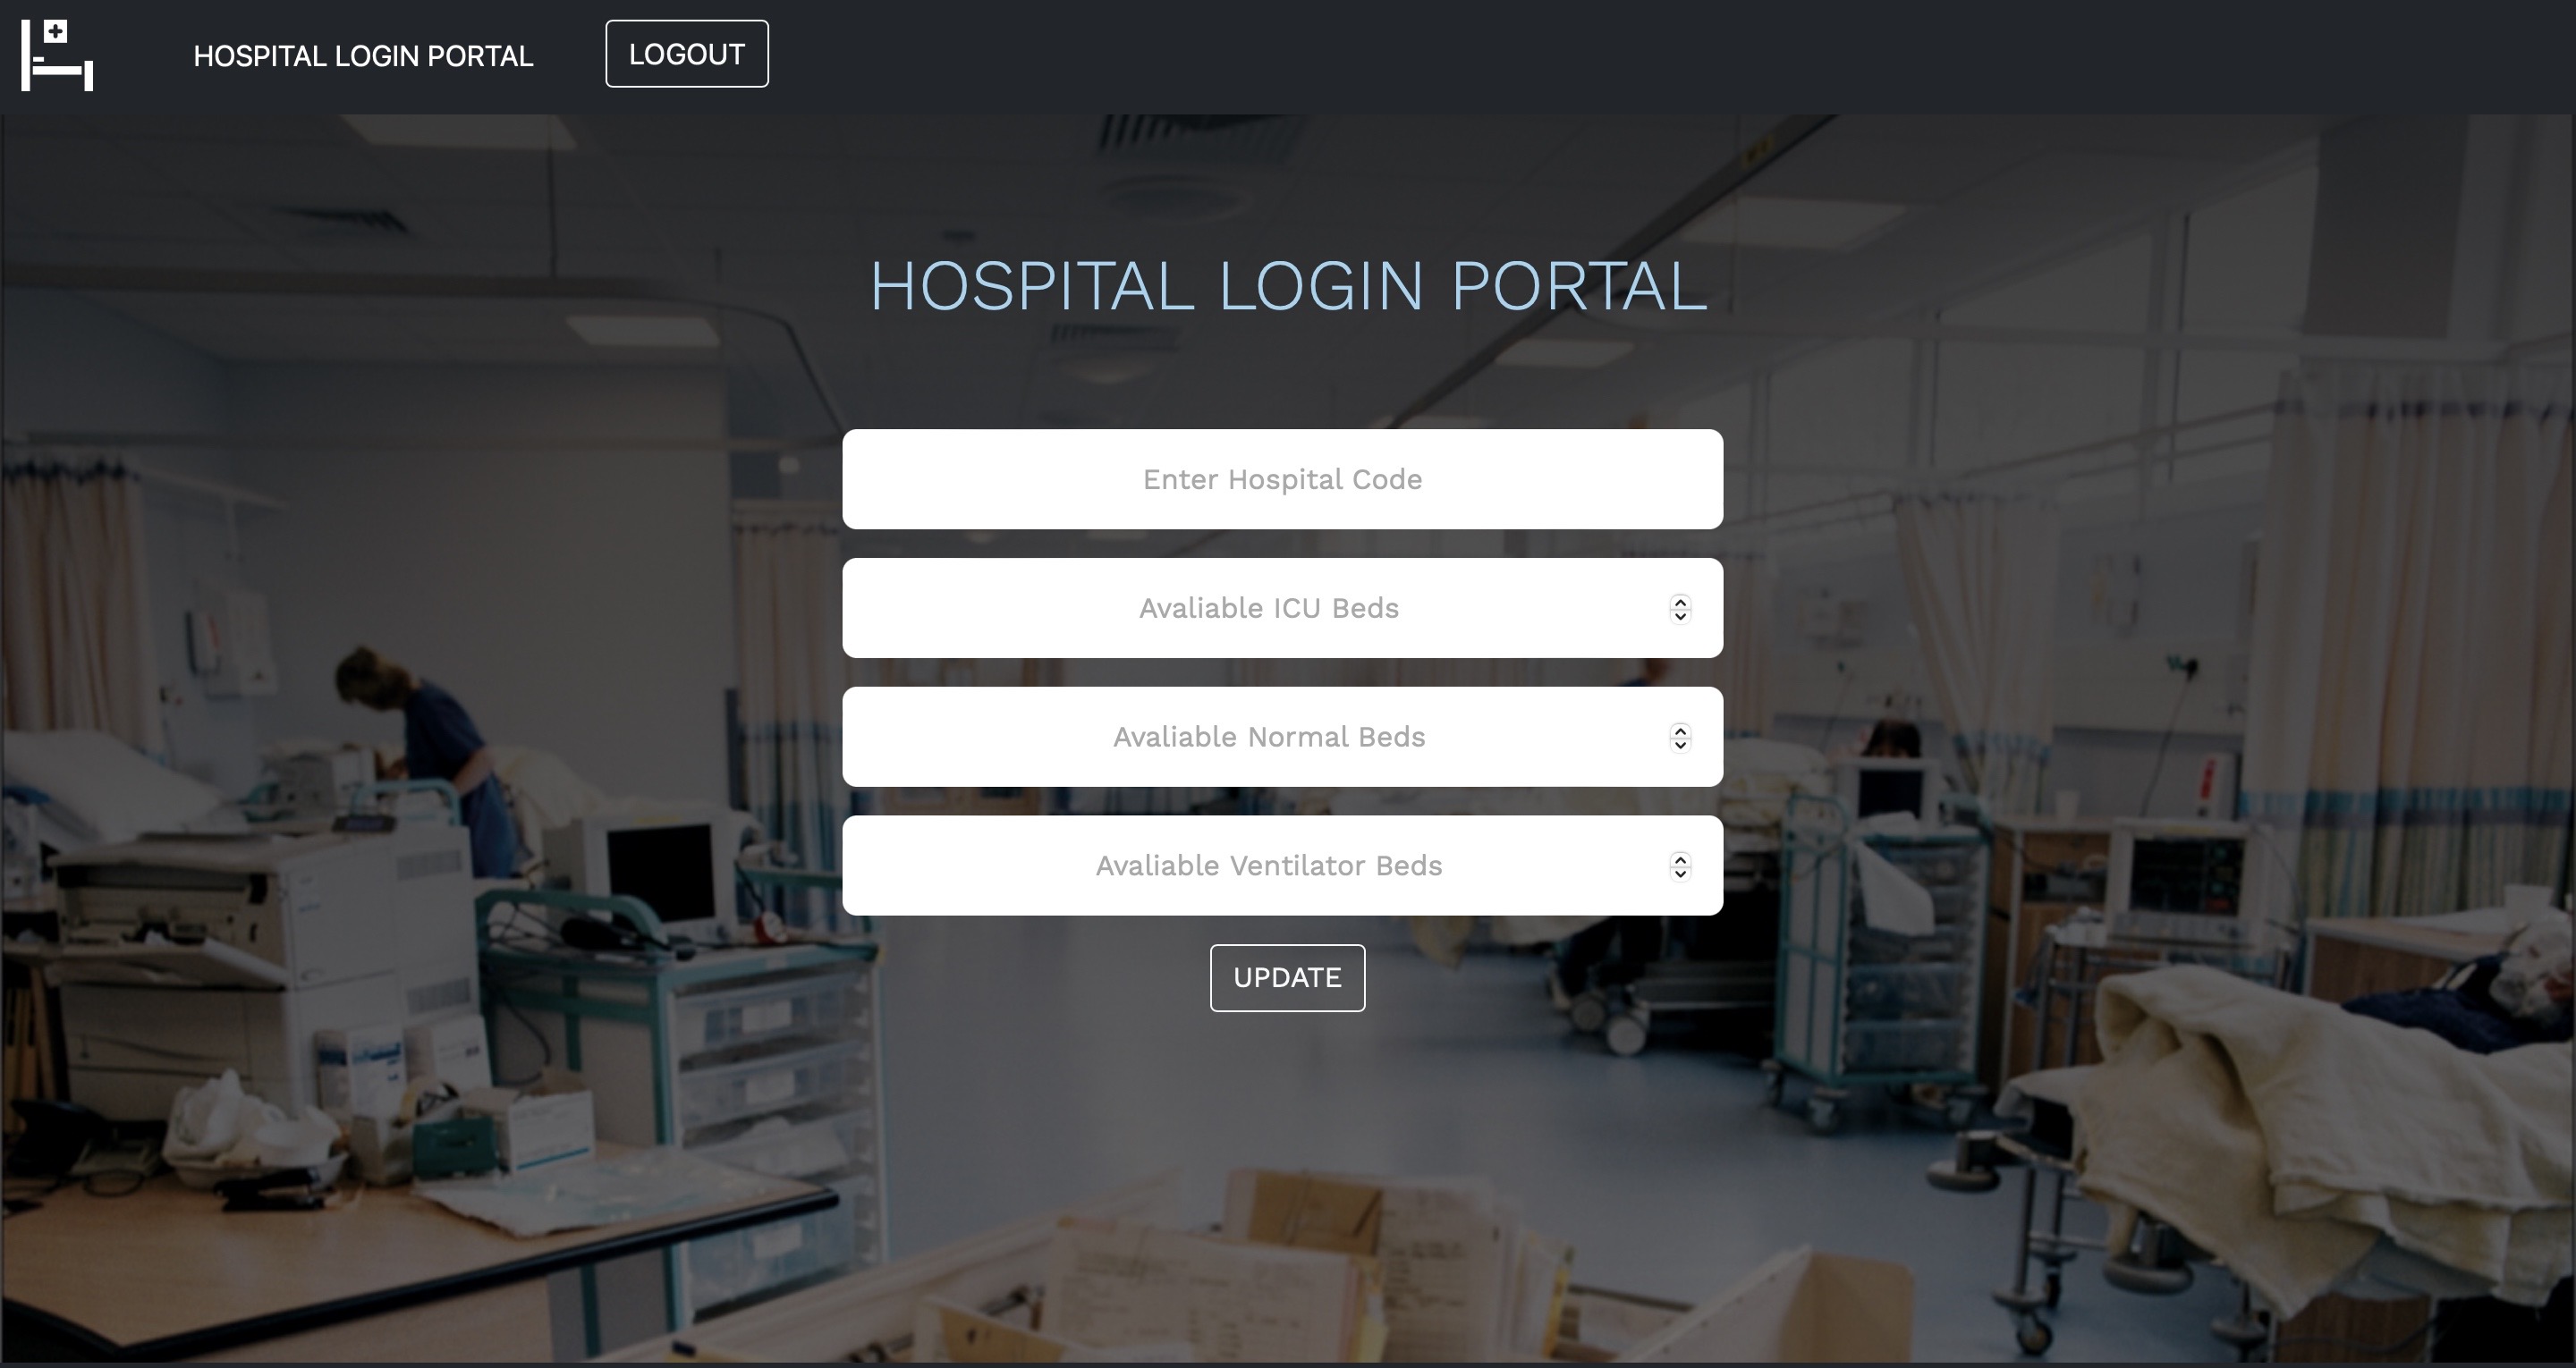 HOSPITAL LOGIN PORTAL LOGOUT
HOSPITAL LOGIN PORTAL
Enter Hospital Code
Avaliable ICU Beds
Avaliable Normal Beds
Avaliable Ventilator Beds
UPDATE